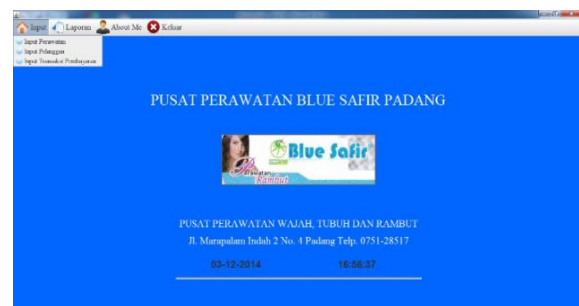 Input Laporan About Me Keluar
Input Perawatan
Input Pelanggan
Input Transaksi Pembayaran
PUSAT PERAWATAN BLUE SAFIR PADANG
Blue Safir
Perawatan
Rambut
PUSAT PERAWATAN WAJAH, TUBUH DAN RAMBUT
Jl. Marapalam Indah 2 No. 4 Padang Telp. 0751-28517
03-12-2014 16:56:37